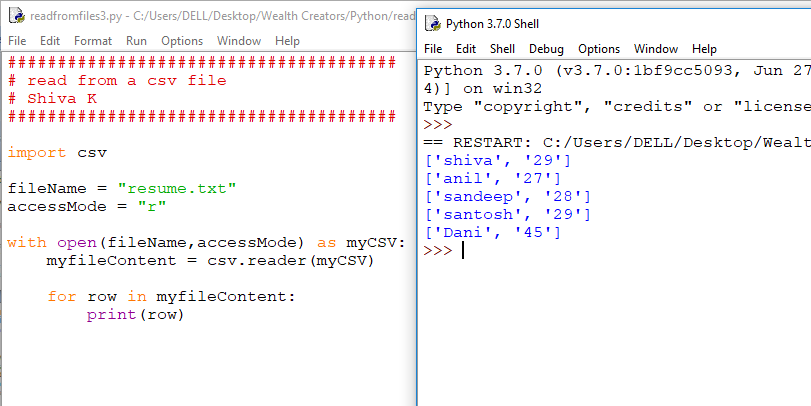 readfromfiles3.py - C:/Users/DELL/Desktop/Wealth Creators/Python/read
File Edit Format Run Options Window Help
########################################
# read from a csv file
# Shiva K
########################################
import csv
fileName = "resume.txt"
accessMode = "r"
with open(fileName,accessMode) as myCSV:
    myfileContent = csv.reader(myCSV)
    for row in myfileContent:
        print(row)
Python 3.7.0 Shell
File Edit Shell Debug Options Window Help
Python 3.7.0 (v3.7.0:1bf9cc5093, Jun 27
4)] on win32
Type "copyright", "credits" or "license
>>>
== RESTART: C:/Users/DELL/Desktop/Wealt
['shiva', '29']
['anil', '27']
['sandeep', '28']
['santosh', '29']
['Dani', '45']
>>>